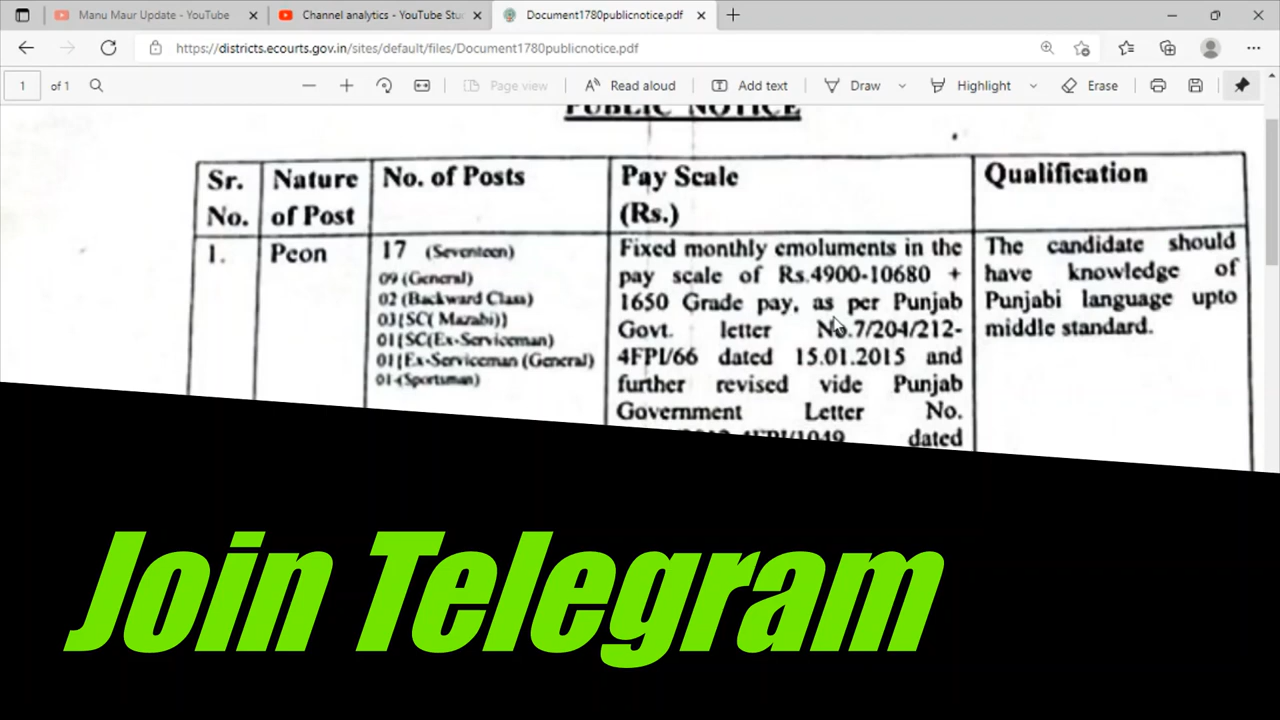 Manu Maur Update - YouTube
Channel analytics - YouTube Stu
Document1780publicnotice.pdf
https://districts.ecourts.gov.in/sites/default/files/Document1780publicnotice.pdf
1 of 1
Page view
Read aloud
Add text
Draw
Highlight
Erase
PUBLIC NOTICE
Sr. No.
Nature of Post
No. of Posts
Pay Scale (Rs.)
Qualification
1.
Peon
17 (Seventeen)
09 (General)
02 (Backward Class)
03{SC( Mazabi)}
01{SC(Ex-Serviceman)
01{Ex-Serviceman (General)
01-(Sportsman)
Fixed monthly emoluments in the
pay scale of Rs.4900-10680 +
1650 Grade pay, as per Punjab
Govt. letter No.7/204/212-
4FPI/66 dated 15.01.2015 and
further revised vide Punjab
Government Letter No.
dated
The candidate should
have knowledge of
Punjabi language upto
middle standard.
Join Telegram